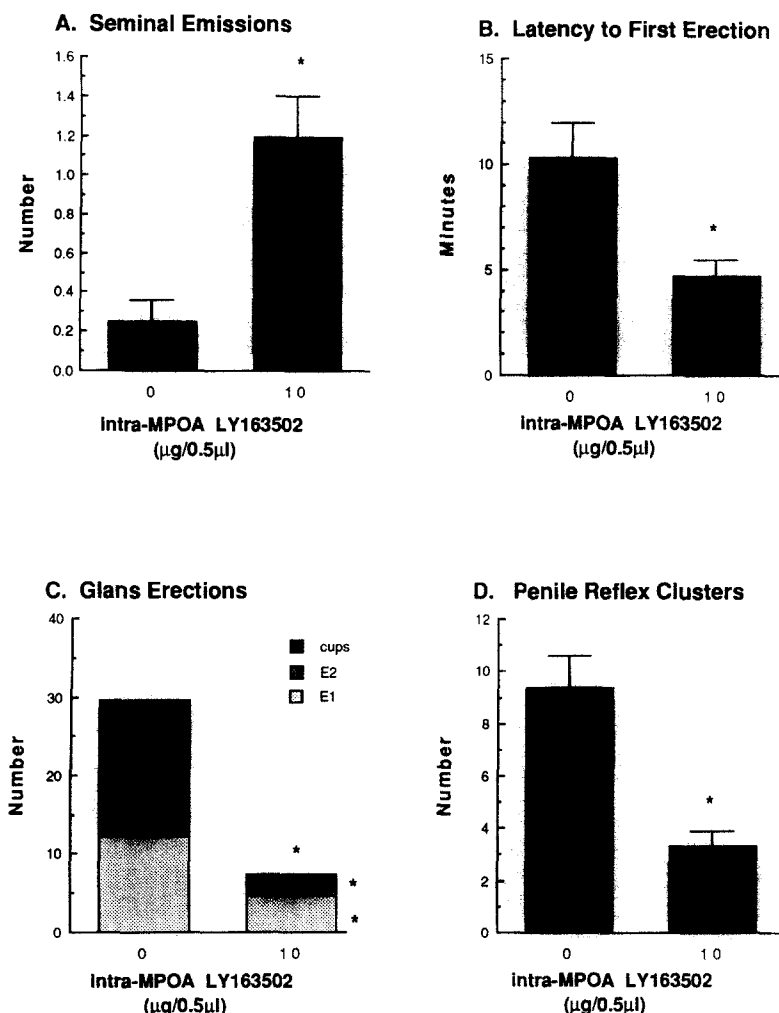 A. Seminal Emissions
*
1.6
1.4
1.2
1.0
0.8
0.6
0.4
0.2
0.0
Number
0 10
intra-MPOA LY163502
(µg/0.5µl)
B. Latency to First Erection
15
10
5
0
Minutes
*
0 10
intra-MPOA LY163502
(µg/0.5µl)
C. Glans Erections
40
30
20
10
0
Number
cups
E2
E1
*
*
*
0 10
intra-MPOA LY163502
(µg/0.5µl)
D. Penile Reflex Clusters
12
10
8
6
4
2
0
Number
*
0 10
intra-MPOA LY163502
(µg/0.5µl)